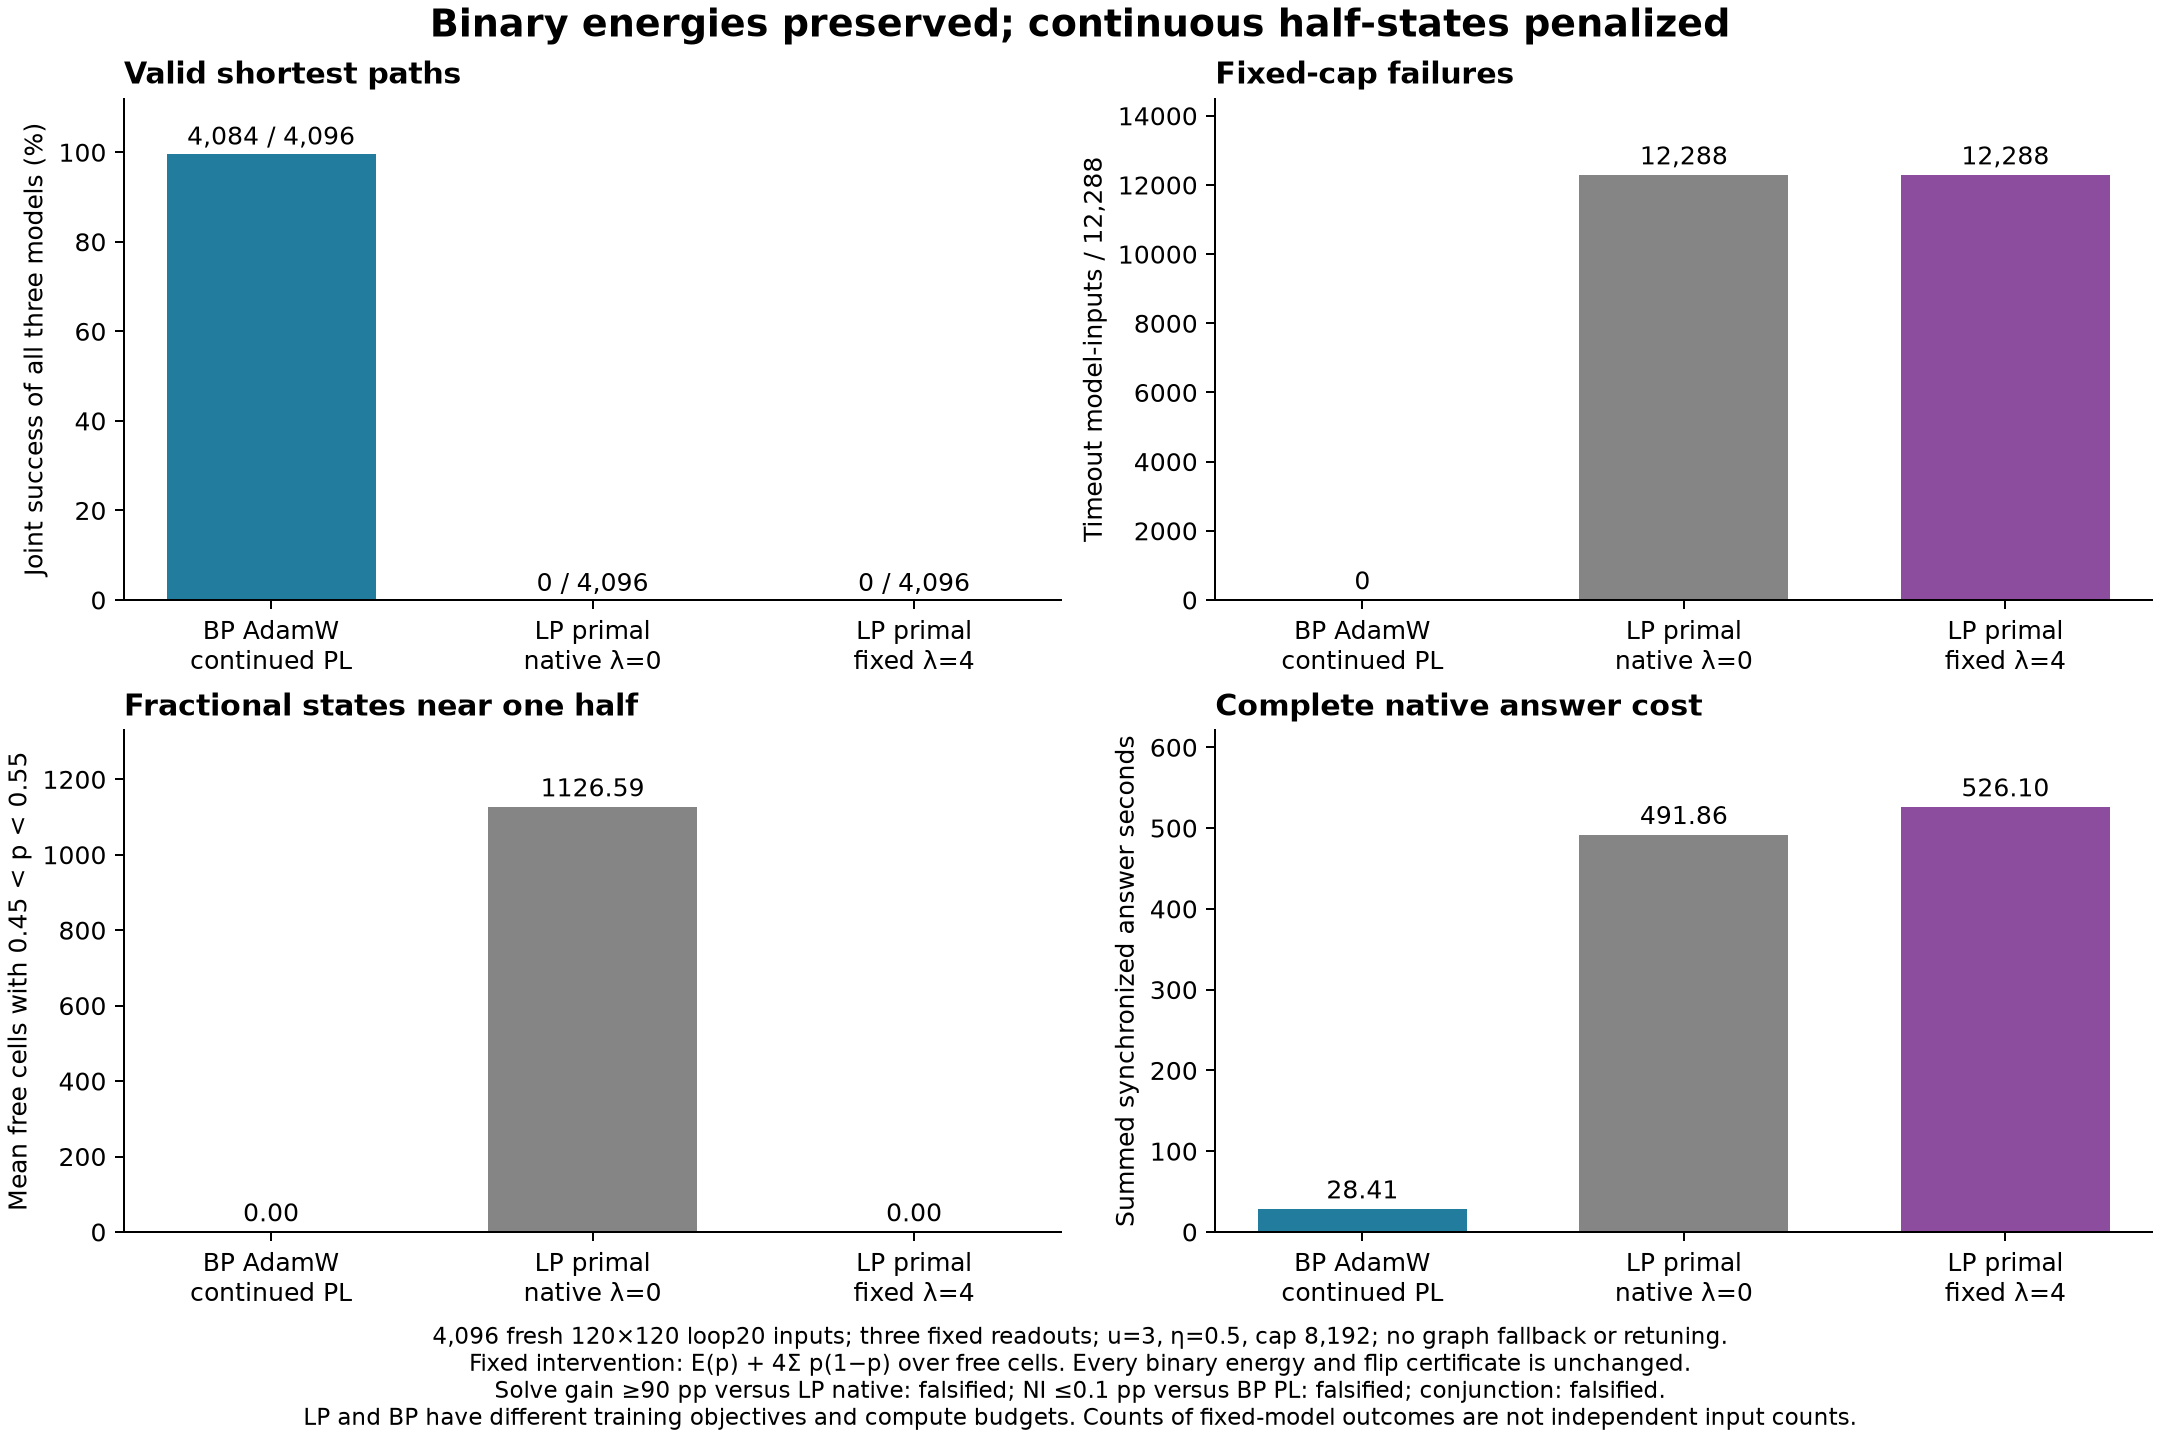 Binary energies preserved; continuous half-states penalized
Valid shortest paths
Joint success of all three models (%)
100
80
60
40
20
0
4,084 / 4,096
0 / 4,096
0 / 4,096
BP AdamW
continued PL
LP primal
native λ=0
LP primal
fixed λ=4
Fixed-cap failures
Timeout model-inputs / 12,288
14000
12000
10000
8000
6000
4000
2000
0
0
12,288
12,288
BP AdamW
continued PL
LP primal
native λ=0
LP primal
fixed λ=4
Fractional states near one half
Mean free cells with 0.45 < p < 0.55
1200
1000
800
600
400
200
0
0.00
1126.59
0.00
BP AdamW
continued PL
LP primal
native λ=0
LP primal
fixed λ=4
Complete native answer cost
Summed synchronized answer seconds
600
500
400
300
200
100
0
28.41
491.86
526.10
BP AdamW
continued PL
LP primal
native λ=0
LP primal
fixed λ=4
4,096 fresh 120×120 loop20 inputs; three fixed readouts; u=3, η=0.5, cap 8,192; no graph fallback or retuning.
Fixed intervention: E(p) + 4Σ p(1−p) over free cells. Every binary energy and flip certificate is unchanged.
Solve gain ≥90 pp versus LP native: falsified; NI ≤0.1 pp versus BP PL: falsified; conjunction: falsified.
LP and BP have different training objectives and compute budgets. Counts of fixed-model outcomes are not independent input counts.